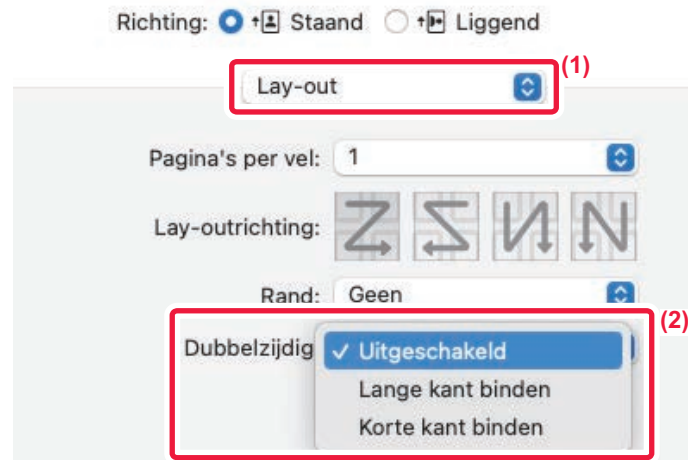 Richting: Staand Liggend
(1)
Lay-out
Pagina's per vel: 1
Lay-outrichting:
Rand: Geen
(2)
Dubbelzijdig ✓ Uitgeschakeld
Lange kant binden
Korte kant binden